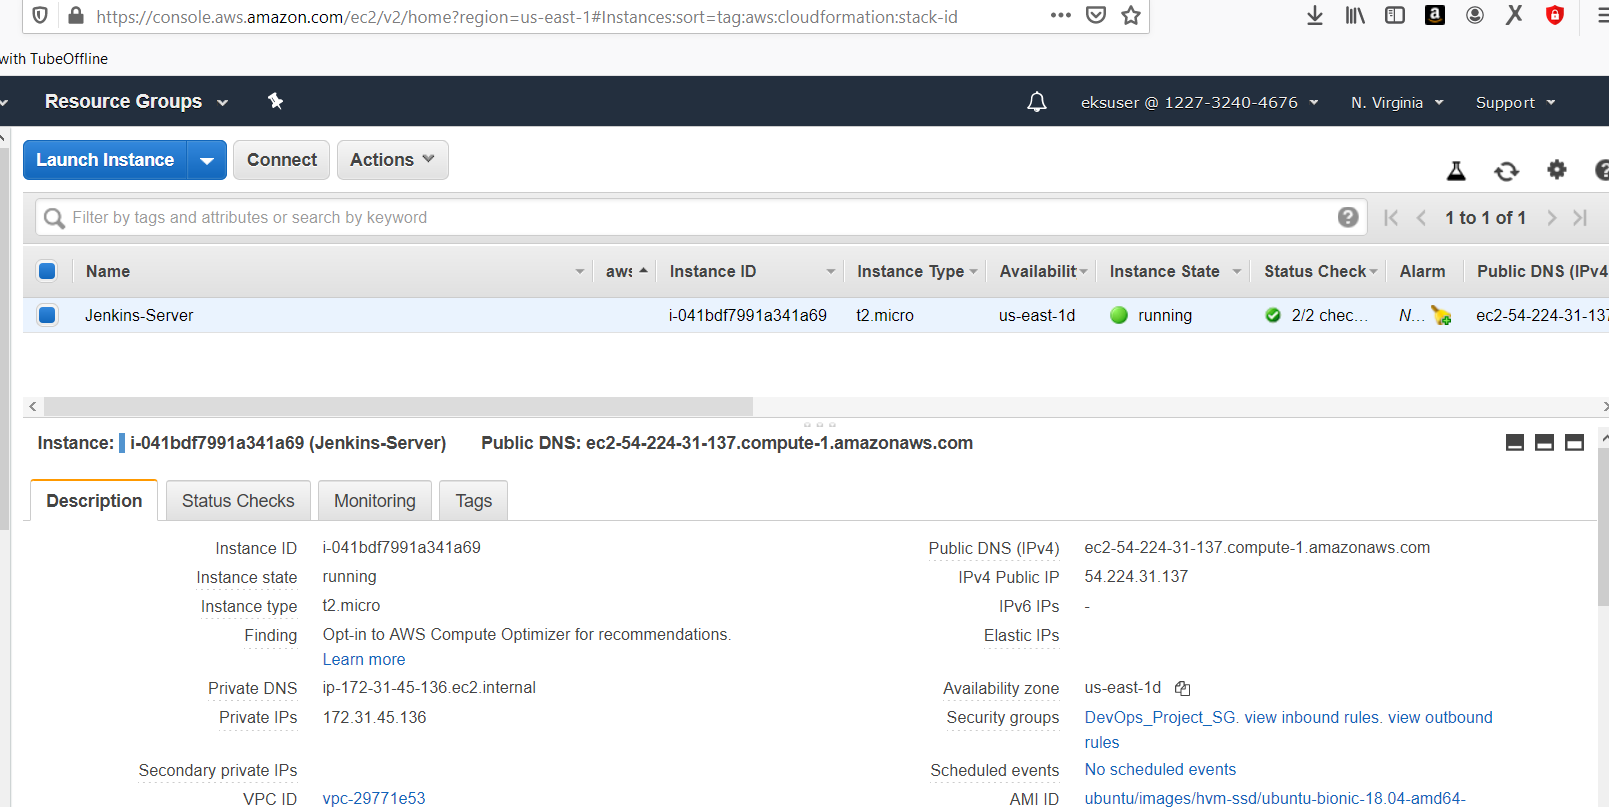 https://console.aws.amazon.com/ec2/v2/home?region=us-east-1#Instances:sort=tag:aws:cloudformation:stack-id
with TubeOffline
Resource Groups eksuser @ 1227-3240-4676 N. Virginia Support
Launch Instance Connect Actions
Filter by tags and attributes or search by keyword 1 to 1 of 1
Name aws Instance ID Instance Type Availabilit Instance State Status Check Alarm Public DNS (IPv4
Jenkins-Server i-041bdf7991a341a69 t2.micro us-east-1d running 2/2 chec... N... ec2-54-224-31-137
Instance: i-041bdf7991a341a69 (Jenkins-Server) Public DNS: ec2-54-224-31-137.compute-1.amazonaws.com
Description Status Checks Monitoring Tags
Instance ID i-041bdf7991a341a69 Public DNS (IPv4) ec2-54-224-31-137.compute-1.amazonaws.com
Instance state running IPv4 Public IP 54.224.31.137
Instance type t2.micro IPv6 IPs -
Finding Opt-in to AWS Compute Optimizer for recommendations. Elastic IPs
Learn more
Private DNS ip-172-31-45-136.ec2.internal Availability zone us-east-1d
Private IPs 172.31.45.136 Security groups DevOps_Project_SG. view inbound rules. view outbound
rules
Secondary private IPs Scheduled events No scheduled events
VPC ID vpc-29771e53 AMI ID ubuntu/images/hvm-ssd/ubuntu-bionic-18.04-amd64-